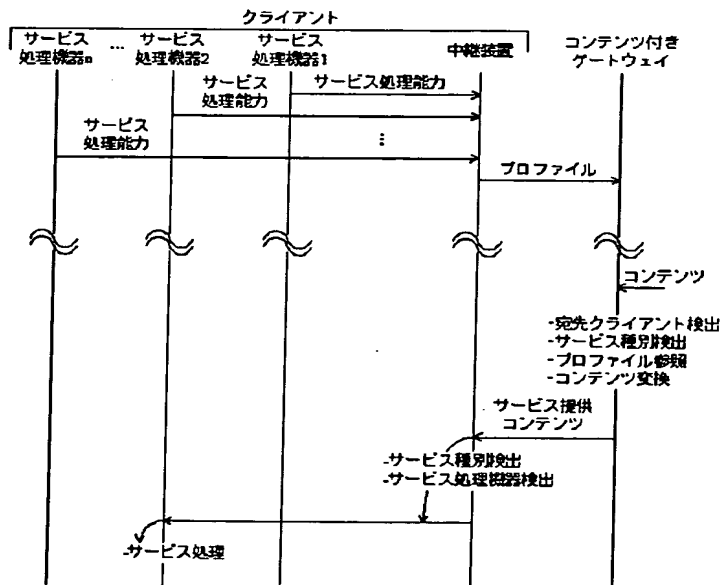 クライアント
サービス
処理機器n
…
サービス
処理機器2
サービス
処理機器1
中継装置
コンテンツ付き
ゲートウェイ
サービス処理能力
サービス
処理能力
サービス
処理能力
⋮
プロファイル
コンテンツ
-宛先クライアント検出
-サービス種別検出
-プロファイル参照
-コンテンツ変換
サービス提供
コンテンツ
-サービス種別検出
-サービス処理機器検出
-サービス処理